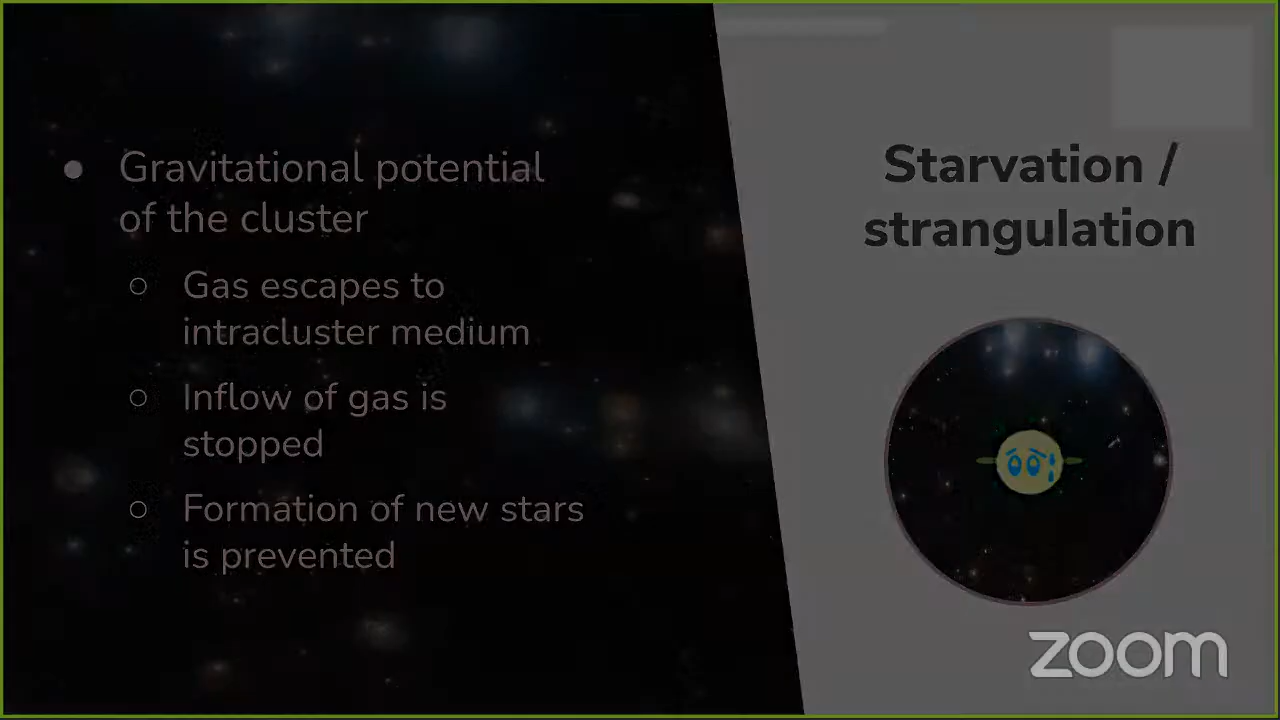 Gravitational potential
of the cluster
Gas escapes to
intracluster medium
Inflow of gas is
stopped
Formation of new stars
is prevented
Starvation /
strangulation
zoom